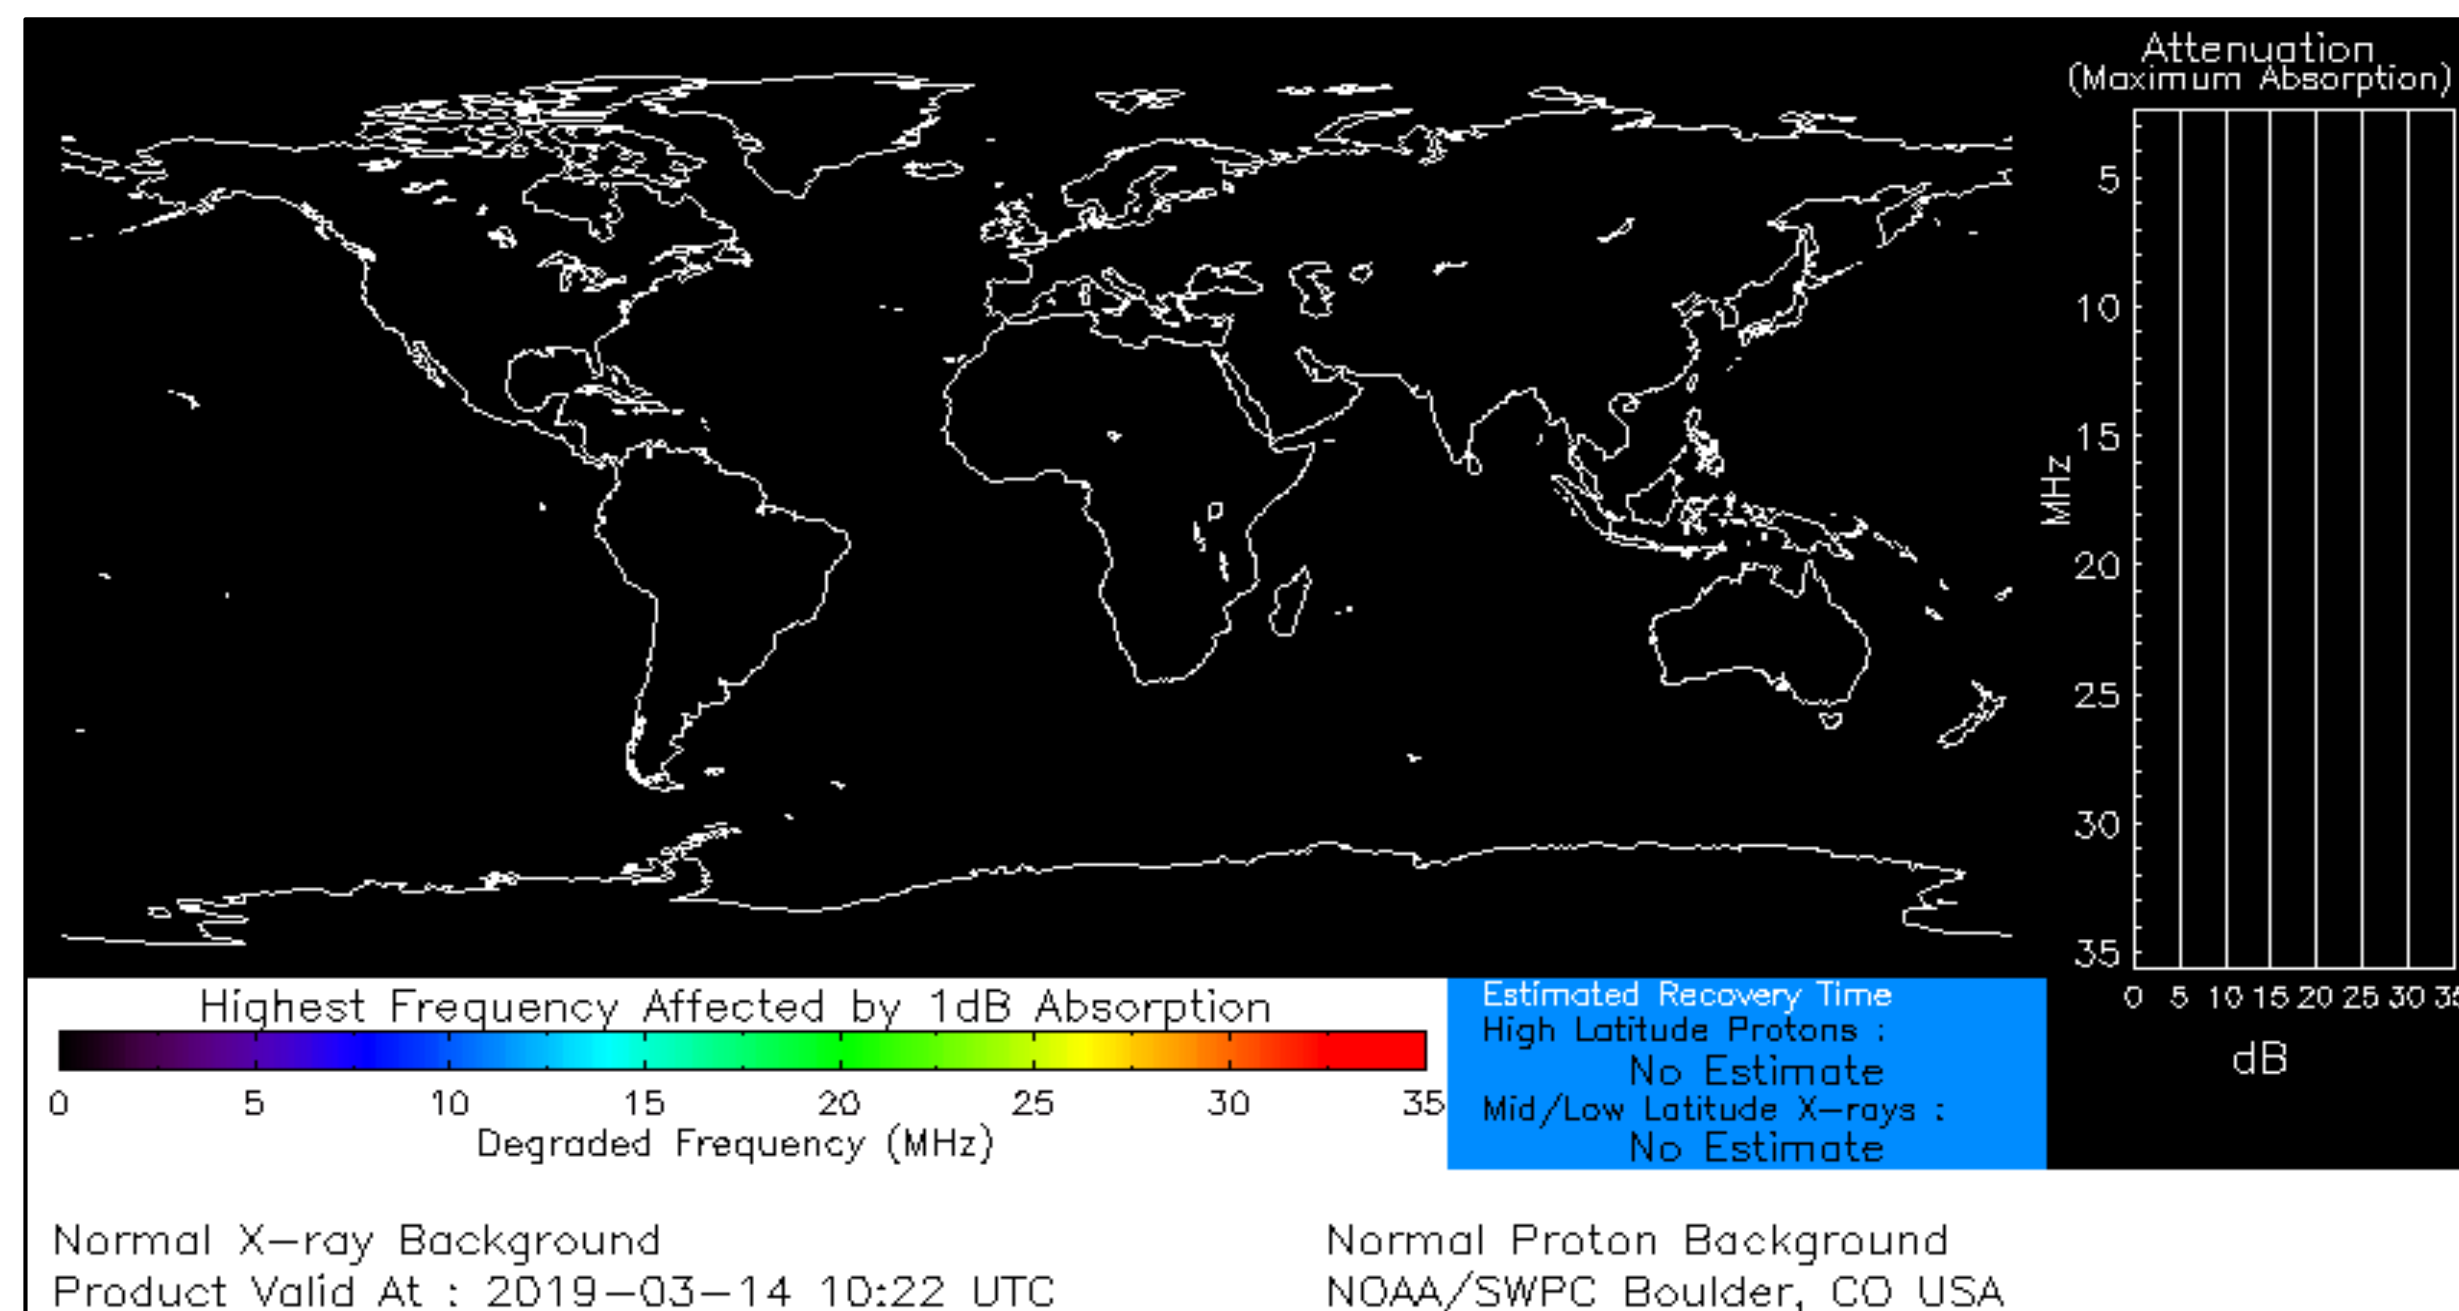 Attenuation
(Maximum Absorption)
5
10
15
20
25
30
35
MHz
0 5 10 15 20 25 30 35
dB
Highest Frequency Affected by 1dB Absorption
0 5 10 15 20 25 30 35
Degraded Frequency (MHz)
Estimated Recovery Time
High Latitude Protons :
No Estimate
Mid/Low Latitude X-rays :
No Estimate
Normal X-ray Background
Normal Proton Background
Product Valid At : 2019-03-14 10:22 UTC
NOAA/SWPC Boulder, CO USA